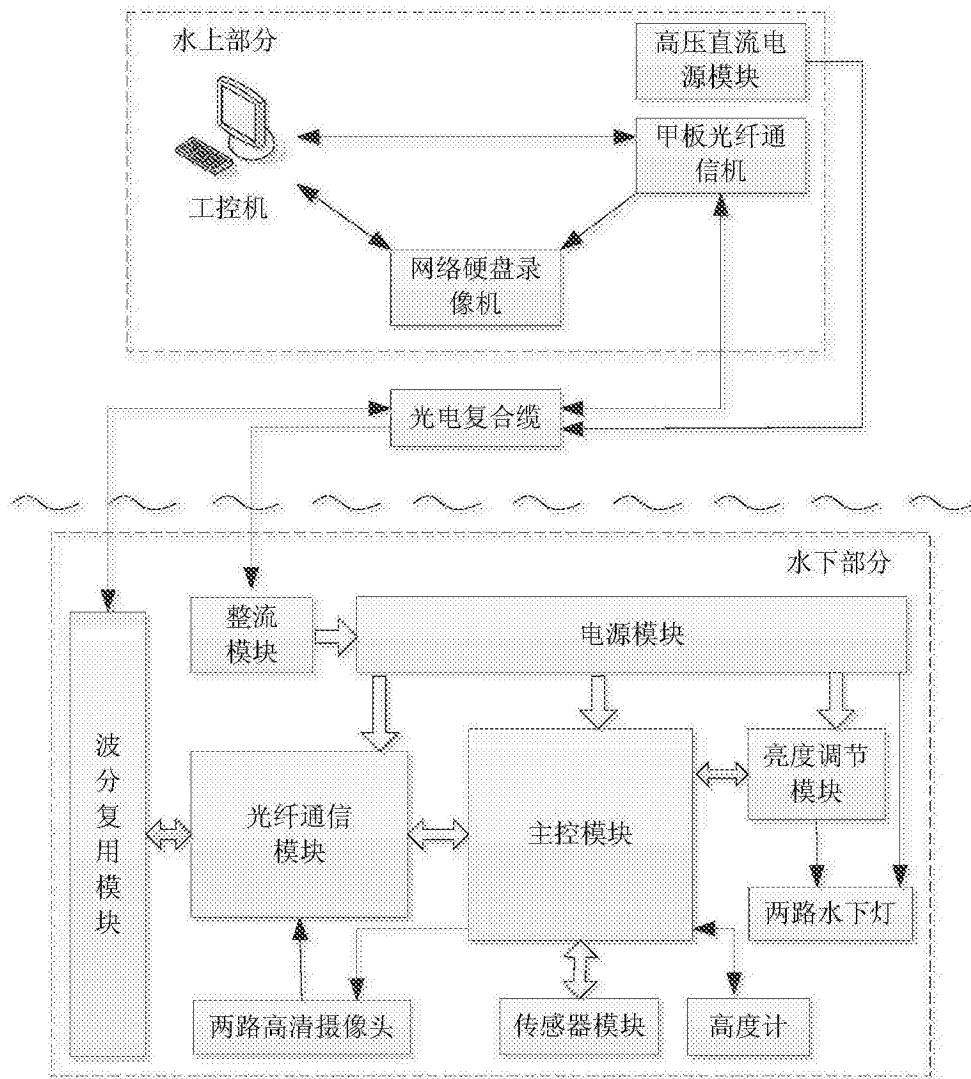 水上部分
高压直流电
源模块
甲板光纤通
信机
工控机
网络硬盘录
像机
光电复合缆
水下部分
整流
模块
电源模块
波
分
复
用
模
块
光纤通信
模块
主控模块
亮度调节
模块
两路水下灯
两路高清摄像头
传感器模块
高度计